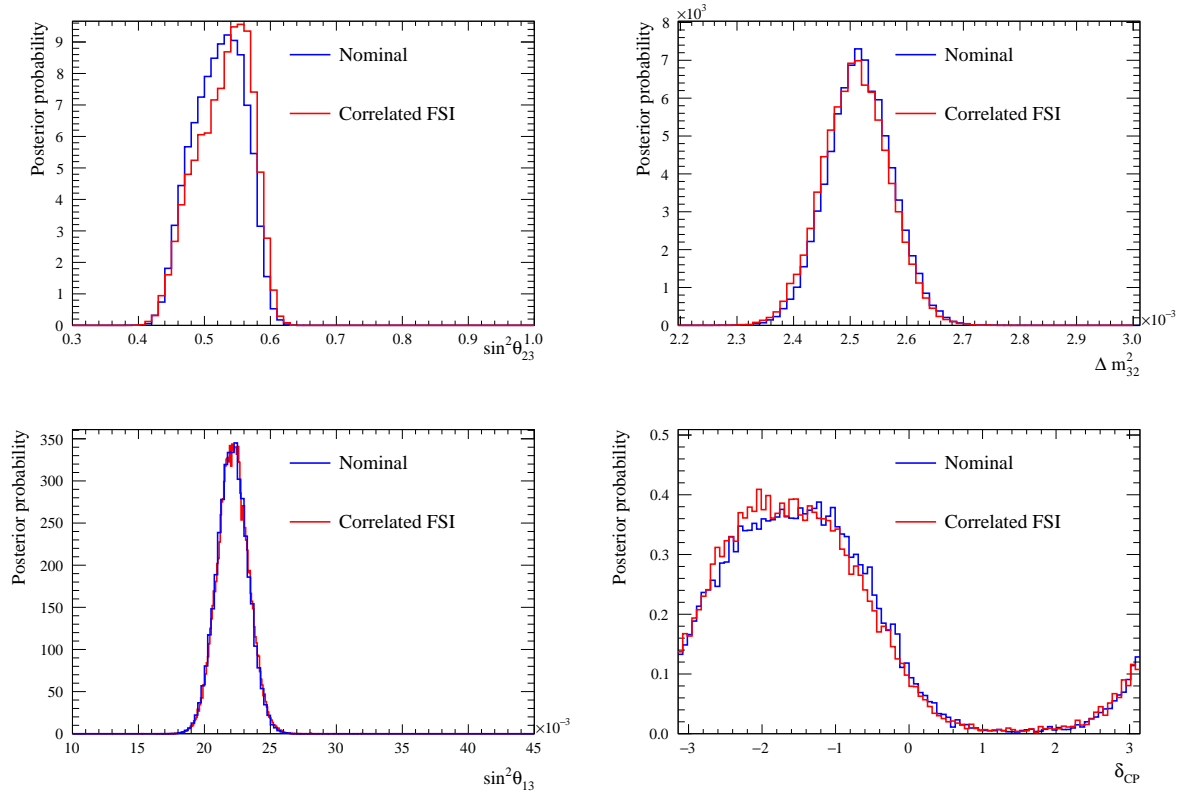 Posterior probability
9
8
7
6
5
4
3
2
1
0
0.3 0.4 0.5 0.6 0.7 0.8 0.9 1.0
sin²θ₂₃
Nominal
Correlated FSI
×10⁻³
Posterior probability
8
7
6
5
4
3
2
1
0
2.2 2.3 2.4 2.5 2.6 2.7 2.8 2.9 3.0
×10⁻³
Δ m²₃₂
Nominal
Correlated FSI
Posterior probability
350
300
250
200
150
100
50
0
10 15 20 25 30 35 40 45
×10⁻³
sin²θ₁₃
Nominal
Correlated FSI
Posterior probability
0.5
0.4
0.3
0.2
0.1
0.0
−3 −2 −1 0 1 2 3
δCP
Nominal
Correlated FSI